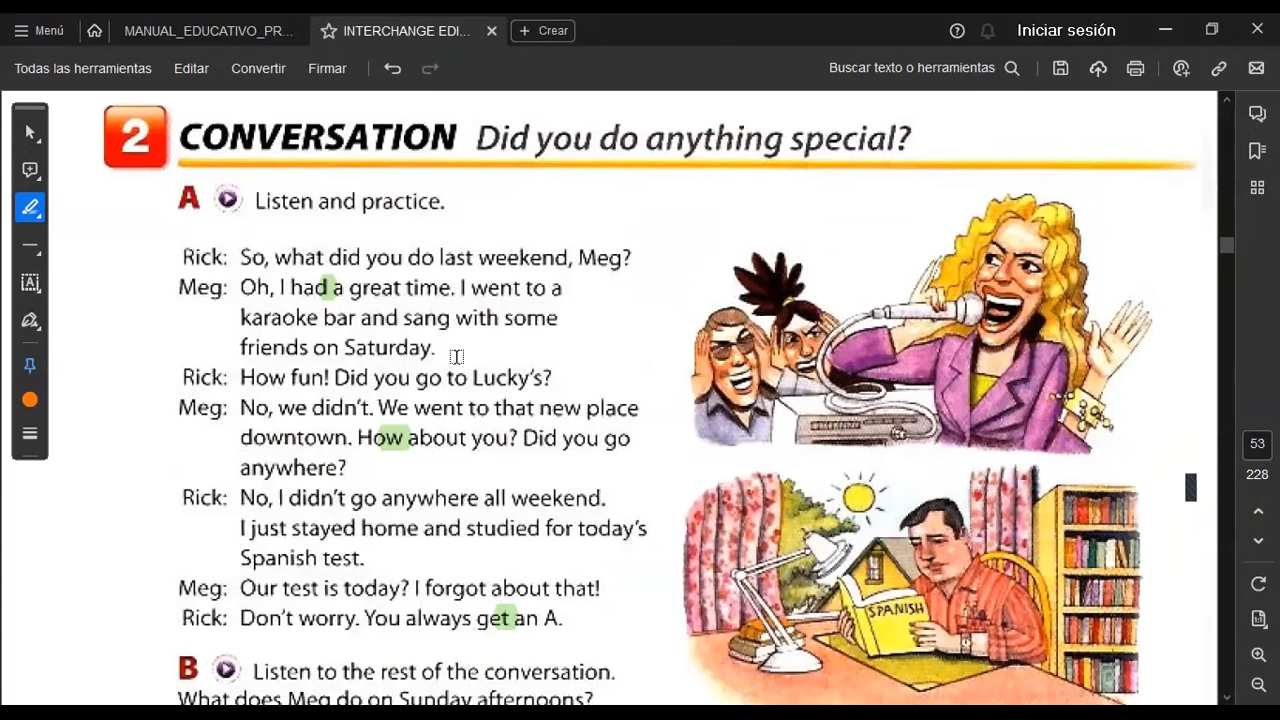 Menú
MANUAL_EDUCATIVO_PR...
INTERCHANGE EDI...
Crear
Iniciar sesión
Todas las herramientas
Editar
Convertir
Firmar
Buscar texto o herramientas
2 CONVERSATION Did you do anything special?
A Listen and practice.
Rick: So, what did you do last weekend, Meg?
Meg: Oh, I had a great time. I went to a
karaoke bar and sang with some
friends on Saturday.
Rick: How fun! Did you go to Lucky's?
Meg: No, we didn't. We went to that new place
downtown. How about you? Did you go
anywhere?
Rick: No, I didn't go anywhere all weekend.
I just stayed home and studied for today's
Spanish test.
Meg: Our test is today? I forgot about that!
Rick: Don't worry. You always get an A.
B Listen to the rest of the conversation.
What does Meg do on Sunday afternoons?
SPANISH
53
228